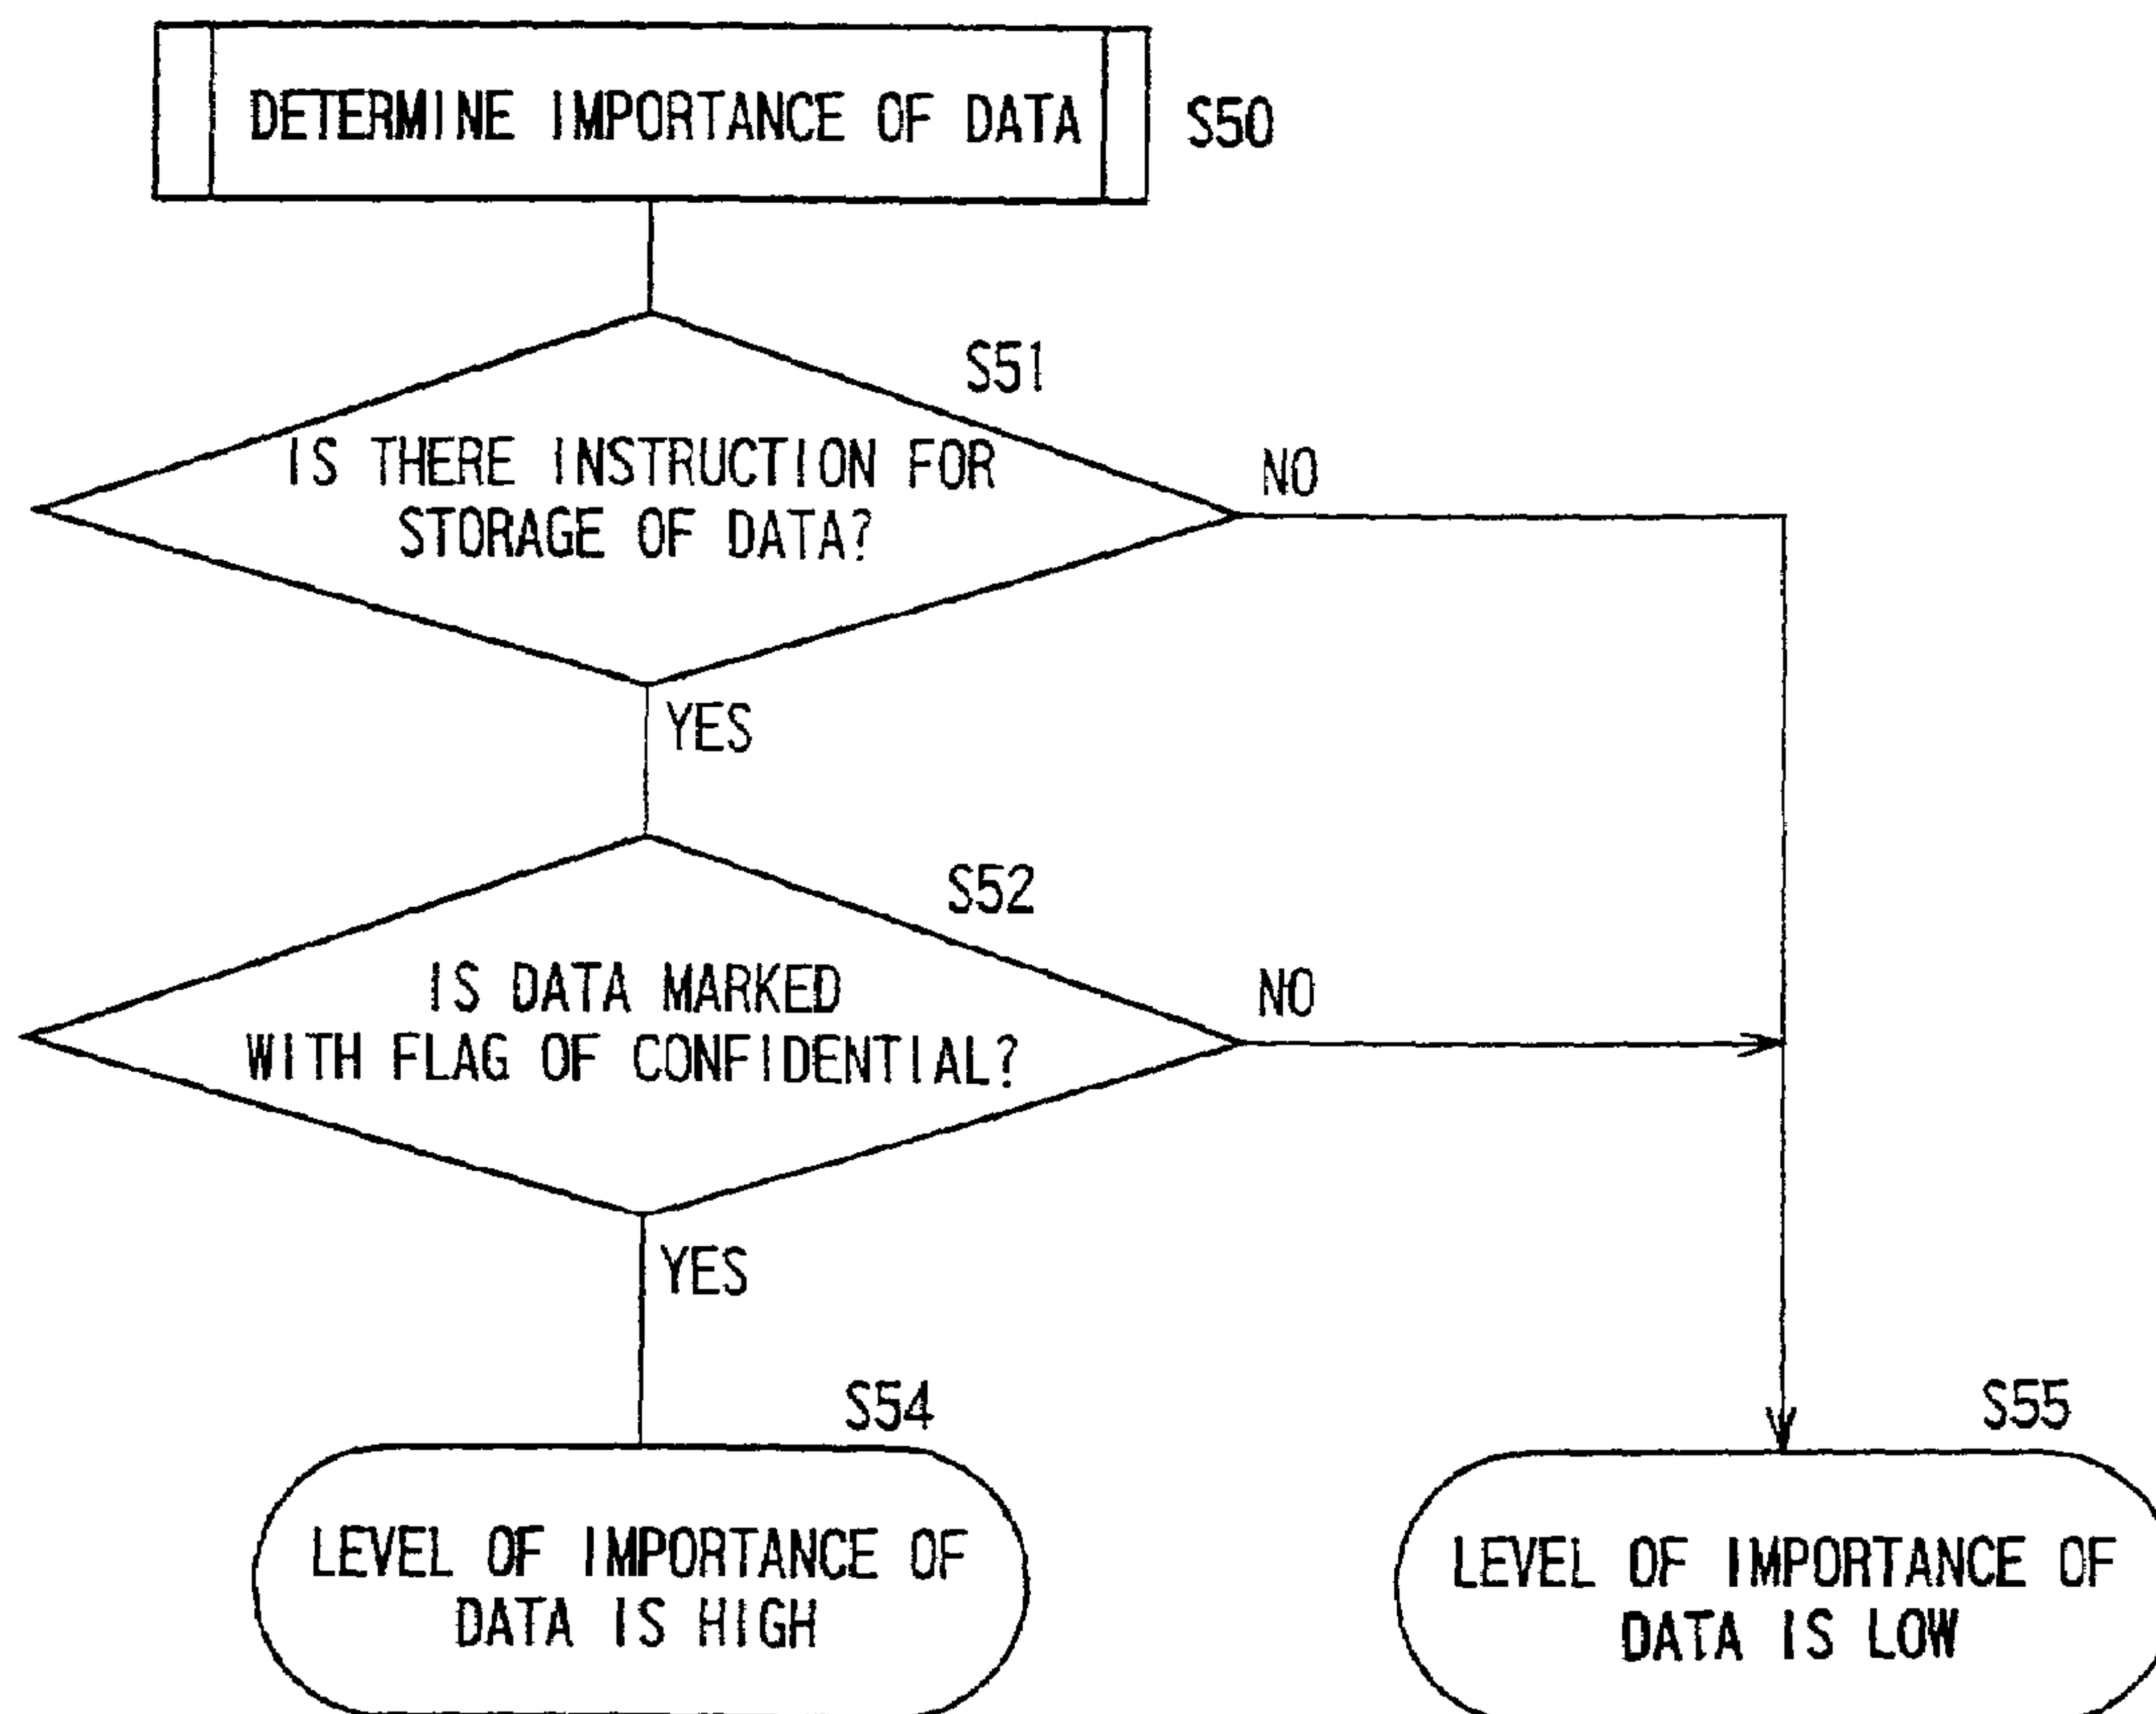 DETERMINE IMPORTANCE OF DATA
S50
S51
IS THERE INSTRUCTION FOR
STORAGE OF DATA?
NO
YES
S52
IS DATA MARKED
WITH FLAG OF CONFIDENTIAL?
NO
YES
S54
LEVEL OF IMPORTANCE OF
DATA IS HIGH
S55
LEVEL OF IMPORTANCE OF
DATA IS LOW